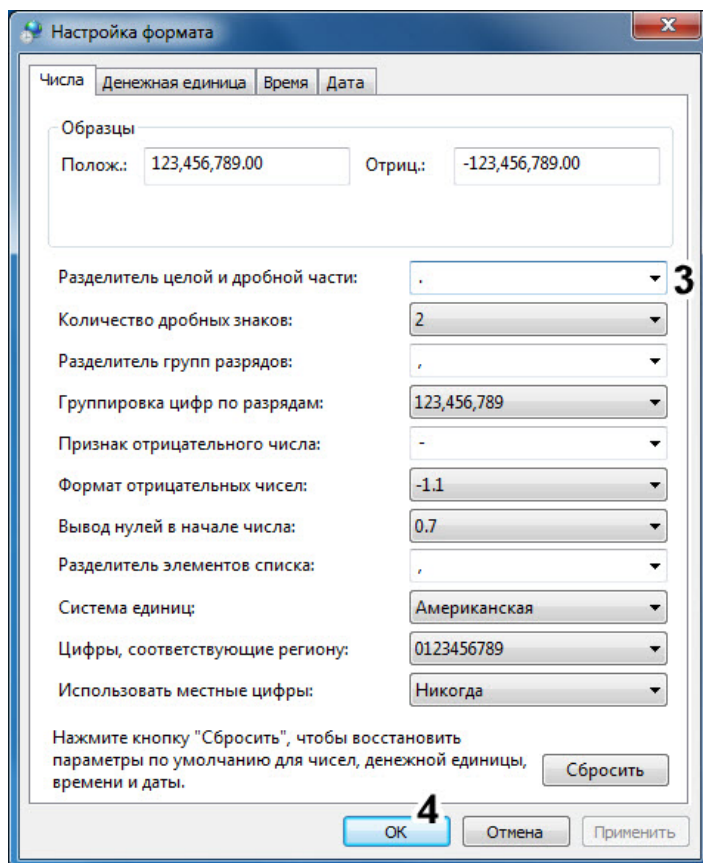 Настройка формата
Числа Денежная единица Время Дата
Образцы
Полож.: 123,456,789.00 Отриц.: -123,456,789.00
Разделитель целой и дробной части: . 3
Количество дробных знаков: 2
Разделитель групп разрядов: ,
Группировка цифр по разрядам: 123,456,789
Признак отрицательного числа: -
Формат отрицательных чисел: -1.1
Вывод нулей в начале числа: 0.7
Разделитель элементов списка: ,
Система единиц: Американская
Цифры, соответствующие региону: 0123456789
Использовать местные цифры: Никогда
Нажмите кнопку "Сбросить", чтобы восстановить
параметры по умолчанию для чисел, денежной единицы,
времени и даты.
Сбросить
4
ОК Отмена Применить